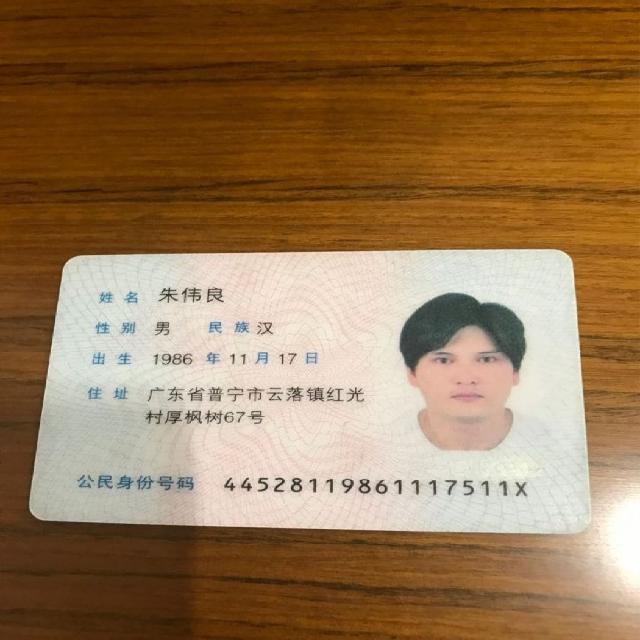 姓名 朱伟良
性别 男 民族 汉
出生 1986 年 11 月 17 日
住址 广东省普宁市云落镇红光
村厚枫树67号
公民身份号码 44528119861117511X